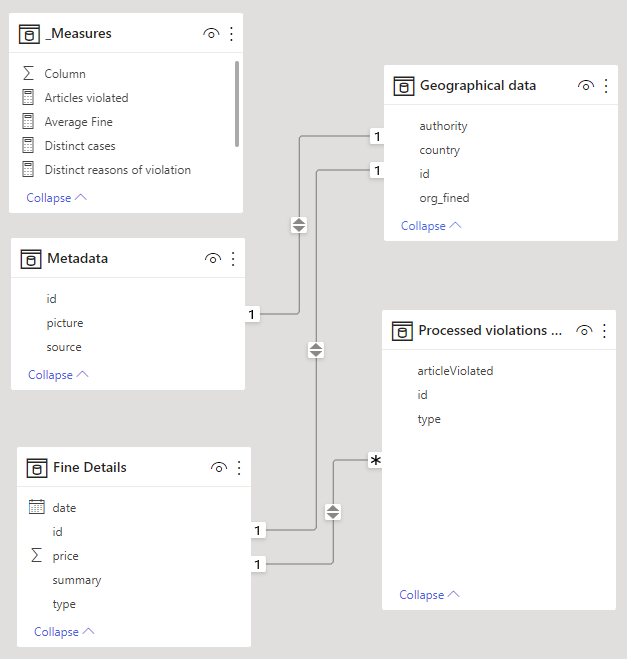 _Measures
Column
Articles violated
Average Fine
Distinct cases
Distinct reasons of violation
Collapse
Geographical data
authority
country
id
org_fined
Collapse
1
1
Metadata
id
picture
source
Collapse
1
Processed violations ...
articleViolated
id
type
Collapse
*
Fine Details
date
id
price
summary
type
Collapse
1
1